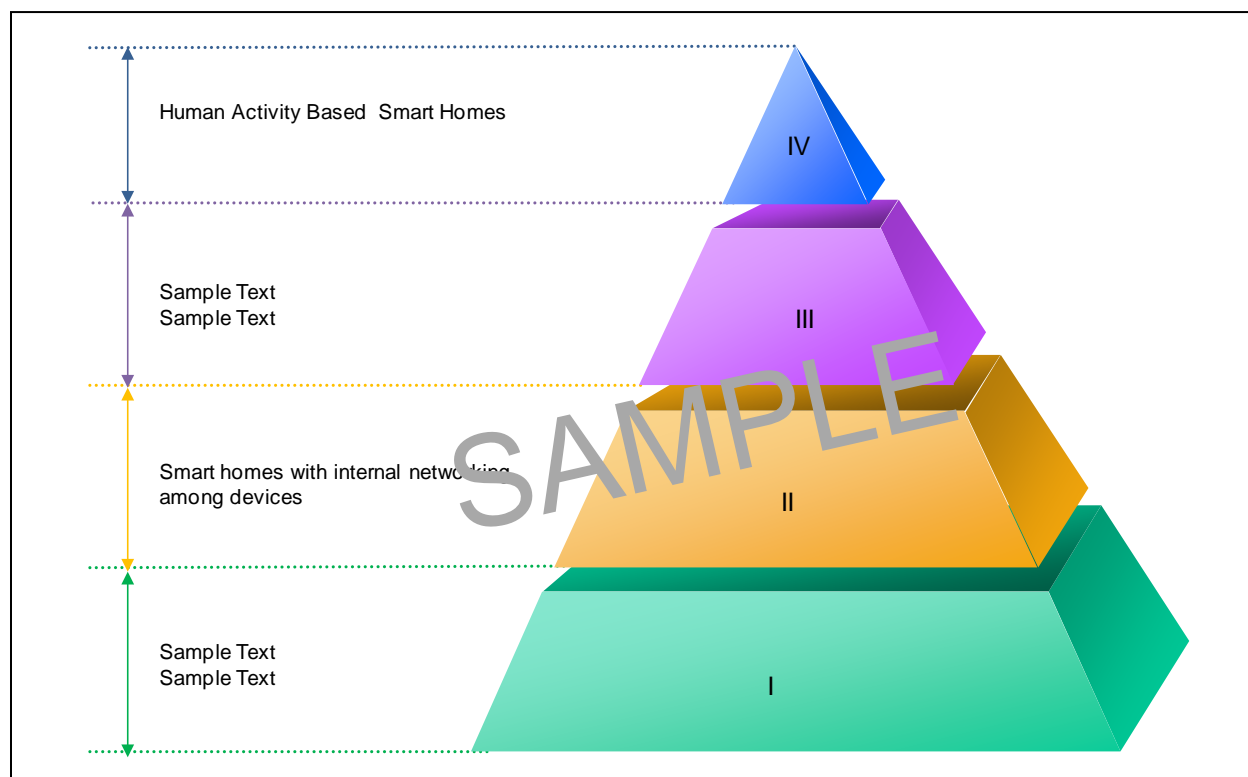 Human Activity Based  Smart Homes
IV
Sample Text
Sample Text
III
SAMPLE
Smart homes with internal networking
among devices
II
Sample Text
Sample Text
I